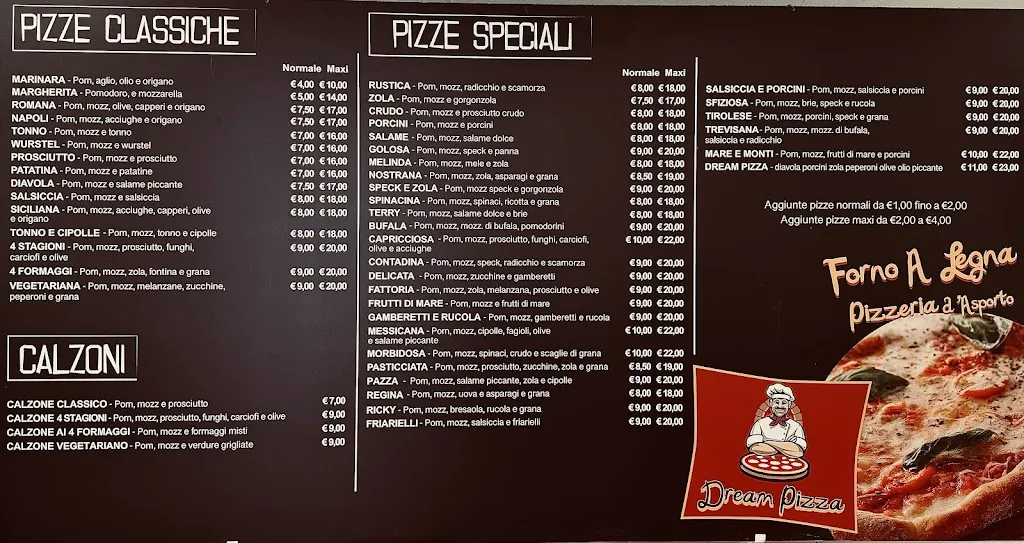 PIZZE CLASSICHE
Normale Maxi
MARINARA - Pom, aglio, olio e origano €4,00 €10,00
MARGHERITA - Pomodoro, e mozzarella €5,00 €14,00
ROMANA - Pom, mozz, olive, capperi e origano €7,50 €17,00
NAPOLI - Pom, mozz, acciughe e origano €7,50 €17,00
TONNO - Pom, mozz e tonno €7,00 €16,00
WURSTEL - Pom, mozz e wurstel €7,00 €16,00
PROSCIUTTO - Pom, mozz e prosciutto €7,00 €16,00
PATATINA - Pom, mozz e patatine €7,00 €16,00
DIAVOLA - Pom, mozz e salame piccante €7,50 €17,00
SALSICCIA - Pom, mozz e salsiccia €8,00 €18,00
SICILIANA - Pom, mozz, acciughe, capperi, olive €8,00 €18,00
e origano
TONNO E CIPOLLE - Pom, mozz, tonno e cipolle €8,00 €18,00
4 STAGIONI - Pom, mozz, prosciutto, funghi, €9,00 €20,00
carciofi e olive
4 FORMAGGI - Pom, mozz, zola, fontina e grana €9,00 €20,00
VEGETARIANA - Pom, mozz, melanzane, zucchine, €9,00 €20,00
peperoni e grana
CALZONI
CALZONE CLASSICO - Pom, mozz e prosciutto €7,00
CALZONE 4 STAGIONI - Pom, mozz, prosciutto, funghi, carciofi e olive €9,00
CALZONE AI 4 FORMAGGI - Pom, mozz e formaggi misti €9,00
CALZONE VEGETARIANO - Pom, mozz e verdure grigliate €9,00
PIZZE SPECIALI
Normale Maxi
RUSTICA - Pom, mozz, radicchio e scamorza €8,00 €18,00
ZOLA - Pom, mozz e gorgonzola €7,50 €17,00
CRUDO - Pom, mozz e prosciutto crudo €8,00 €18,00
PORCINI - Pom, mozz e porcini €8,00 €18,00
SALAME - Pom, mozz, salame dolce €8,00 €18,00
GOLOSA - Pom, mozz, speck e panna €9,00 €20,00
MELINDA - Pom, mozz, mele e zola €8,00 €18,00
NOSTRANA - Pom, mozz, zola, asparagi e grana €8,50 €19,00
SPECK E ZOLA - Pom, mozz speck e gorgonzola €9,00 €20,00
SPINACINA - Pom, mozz, spinaci, ricotta e grana €8,00 €18,00
TERRY - Pom, mozz, salame dolce e brie €8,00 €18,00
BUFALA - Pom, mozz, mozz. di bufala, pomodorini €9,00 €20,00
CAPRICCIOSA - Pom, mozz, prosciutto, funghi, carciofi, €10,00 €22,00
olive e acciughe
CONTADINA - Pom, mozz, speck, radicchio e scamorza €9,00 €20,00
DELICATA - Pom, mozz, zucchine e gamberetti €9,00 €20,00
FATTORIA - Pom, mozz, zola, melanzana, prosciutto e olive €9,00 €20,00
FRUTTI DI MARE - Pom, mozz e frutti di mare €9,00 €20,00
GAMBERETTI E RUCOLA - Pom, mozz, gamberetti e rucola €9,00 €20,00
MESSICANA - Pom, mozz, cipolle, fagioli, olive €10,00 €22,00
e salame piccante
MORBIDOSA - Pom, mozz, spinaci, crudo e scaglie di grana €10,00 €22,00
PASTICCIATA - Pom, mozz, prosciutto, zucchine, zola e grana €8,50 €19,00
PAZZA - Pom, mozz, salame piccante, zola e cipolle €9,00 €20,00
REGINA - Pom, mozz, uova e asparagi e grana €8,00 €18,00
RICKY - Pom, mozz, bresaola, rucola e grana €9,00 €20,00
FRIARIELLI - Pom, mozz, salsiccia e friarielli €9,00 €20,00
SALSICCIA E PORCINI - Pom, mozz, salsiccia e porcini €9,00 €20,00
SFIZIOSA - Pom, mozz, brie, speck e rucola €9,00 €20,00
TIROLESE - Pom, mozz, porcini, speck e grana €9,00 €20,00
TREVISANA - Pom, mozz, mozz. di bufala, €9,00 €20,00
salsiccia e radicchio
MARE E MONTI - Pom, mozz, frutti di mare e porcini €10,00 €22,00
DREAM PIZZA - diavola porcini zola peperoni olive olio piccante €11,00 €23,00
Aggiunte pizze normali da €1,00 fino a €2,00
Aggiunte pizze maxi da €2,00 a €4,00
Forno A Legna
Pizzeria d'Asporto
Dream Pizza